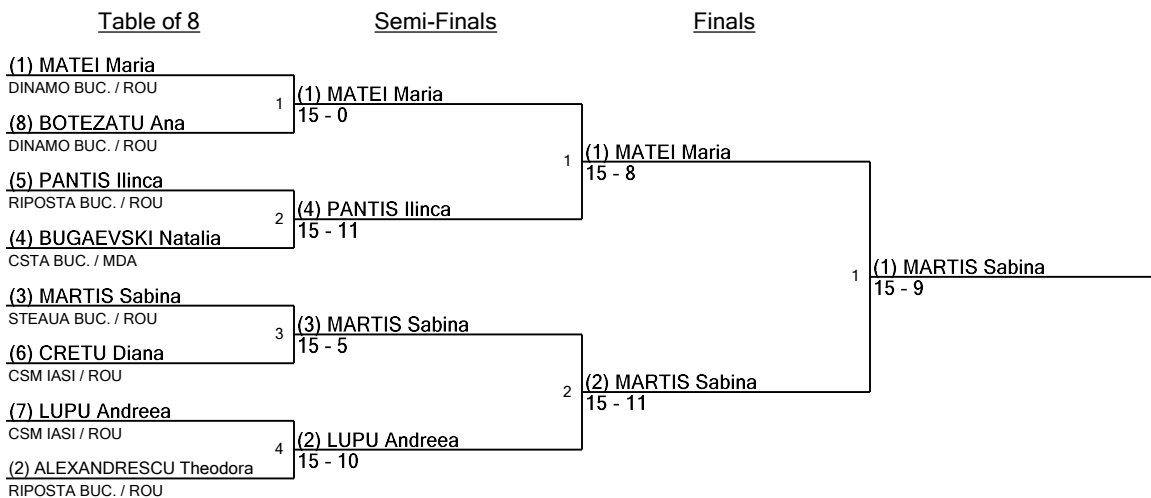 Table of 8
Semi-Finals
Finals
(1) MATEI Maria
DINAMO BUC. / ROU
(8) BOTEZATU Ana
DINAMO BUC. / ROU
(5) PANTIS Ilinca
RIPOSTA BUC. / ROU
(4) BUGAEVSKI Natalia
CSTA BUC. / MDA
(3) MARTIS Sabina
STEAUA BUC. / ROU
(6) CRETU Diana
CSM IASI / ROU
(7) LUPU Andreea
CSM IASI / ROU
(2) ALEXANDRESCU Theodora
RIPOSTA BUC. / ROU
1
(1) MATEI Maria
15 - 0
2
(4) PANTIS Ilinca
15 - 11
3
(3) MARTIS Sabina
15 - 5
4
(2) LUPU Andreea
15 - 10
1
(1) MATEI Maria
15 - 8
2
(2) MARTIS Sabina
15 - 11
1
(1) MARTIS Sabina
15 - 9